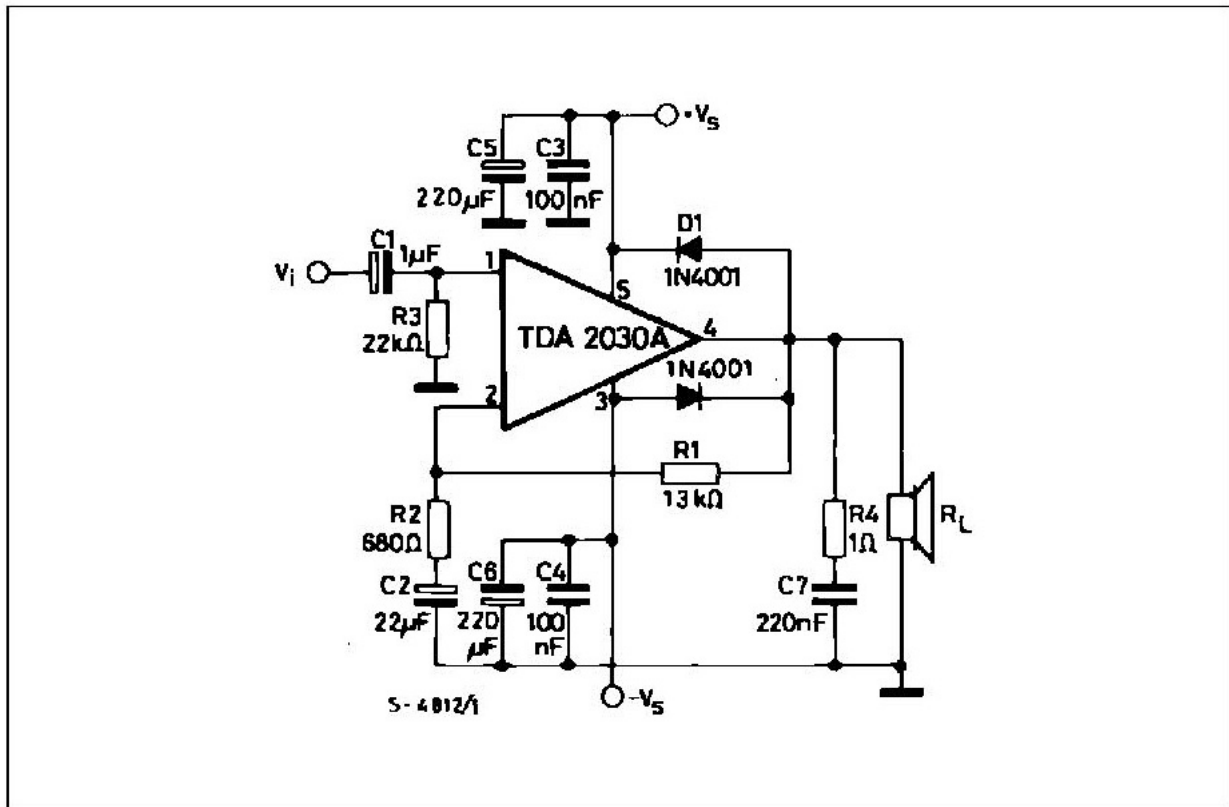 •Vs
C5
C3
220µF
100nF
D1
1N4001
C1
1µF
Vi
1
5
R3
22kΩ
TDA 2030A
4
1N4001
2
3
R1
13kΩ
R2
680Ω
R4
1Ω
RL
C2
22µF
C6
220
µF
C4
100
nF
C7
220nF
-Vs
S-4812/1